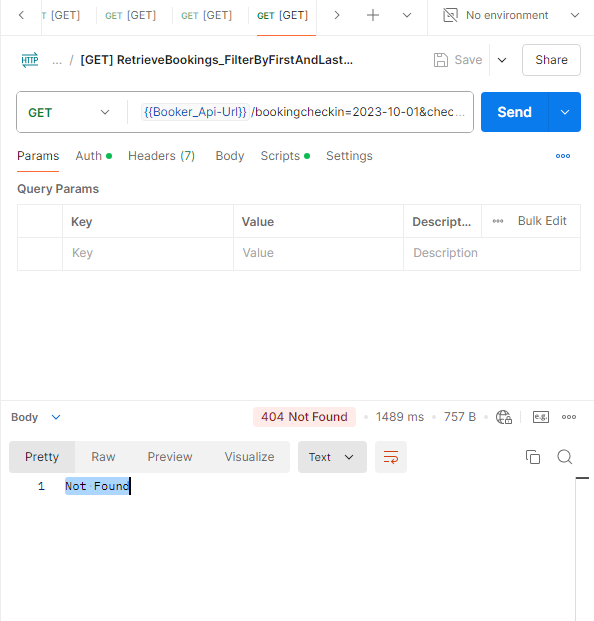 T [GET] GET [GET] GET [GET] GET [GET] No environment
HTTP ... / [GET] RetrieveBookings_FilterByFirstAndLast... Save Share
GET {{Booker_Api-Url}} /bookingcheckin=2023-10-01&chec... Send
Params Auth Headers (7) Body Scripts Settings
Query Params
Key Value Descript... Bulk Edit
Key Value Description
Body 404 Not Found 1489 ms 757 B e.g.
Pretty Raw Preview Visualize Text
1 Not Found